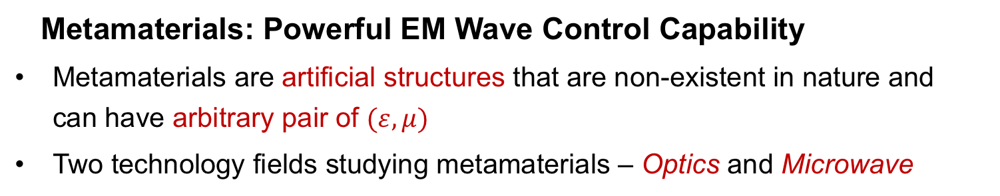 Metamaterials: Powerful EM Wave Control Capability
• Metamaterials are artificial structures that are non-existent in nature and
can have arbitrary pair of (ε, μ)
• Two technology fields studying metamaterials – Optics and Microwave